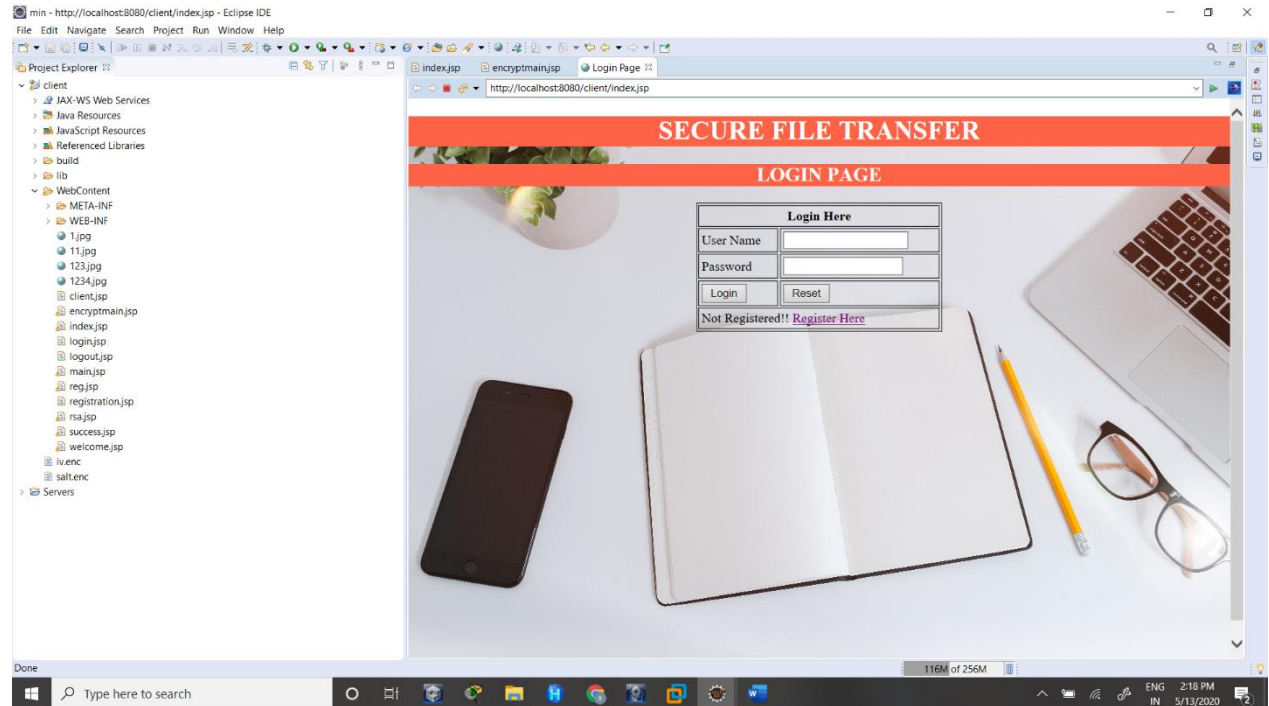 min - http://localhost:8080/client/index.jsp - Eclipse IDE
File Edit Navigate Search Project Run Window Help
Project Explorer
index.jsp encryptmain.jsp Login Page
client
http://localhost:8080/client/index.jsp
JAX-WS Web Services
Java Resources
JavaScript Resources
Referenced Libraries
build
lib
WebContent
META-INF
WEB-INF
1.jpg
11.jpg
123.jpg
1234.jpg
client.jsp
encryptmain.jsp
index.jsp
login.jsp
logout.jsp
main.jsp
reg.jsp
registration.jsp
rsa.jsp
success.jsp
welcome.jsp
iv.enc
salt.enc
Servers
SECURE FILE TRANSFER
LOGIN PAGE
Login Here
User Name
Password
Login Reset
Not Registered!! Register Here
Done
116M of 256M
Type here to search
ENG 2:18 PM
IN 5/13/2020
2